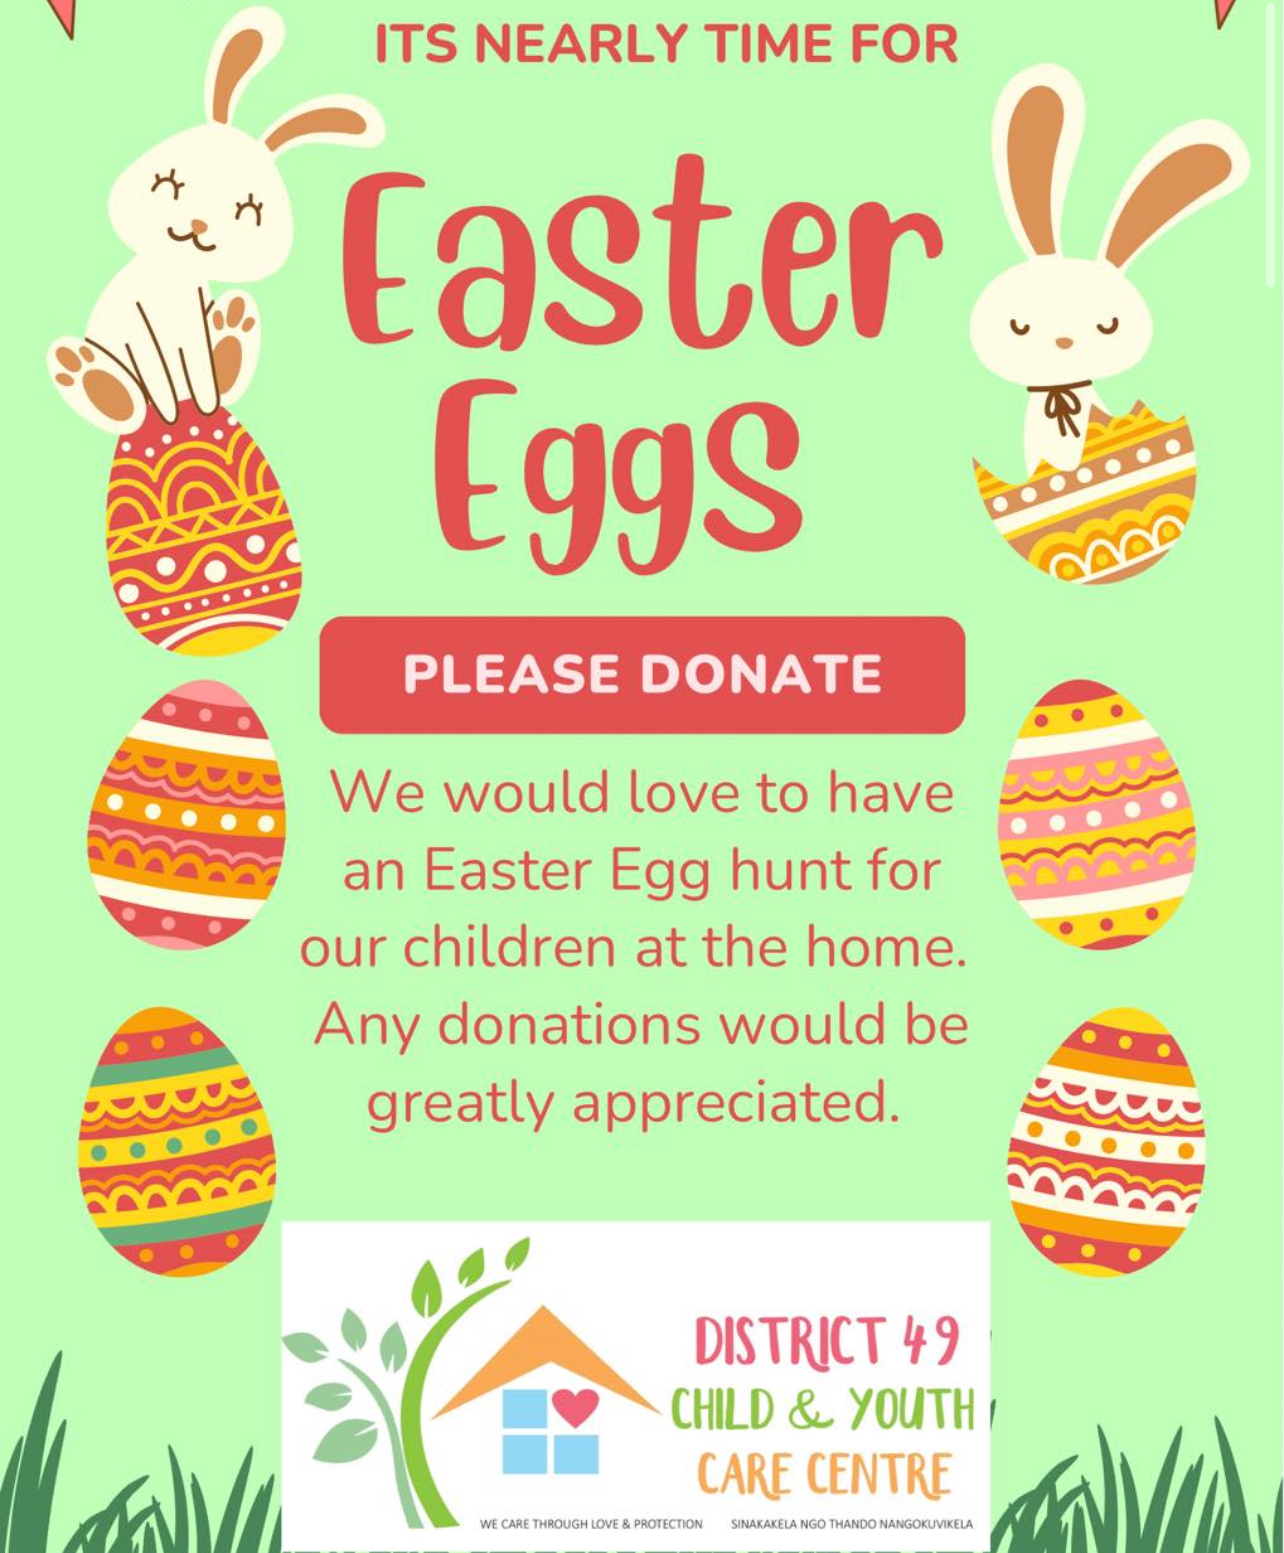 ITS NEARLY TIME FOR
Easter
Eggs
PLEASE DONATE
We would love to have
an Easter Egg hunt for
our children at the home.
Any donations would be
greatly appreciated.
DISTRICT 49
CHILD & YOUTH
CARE CENTRE
WE CARE THROUGH LOVE & PROTECTION SINAKAKELA NGO THANDO NANGOKUVIKELA